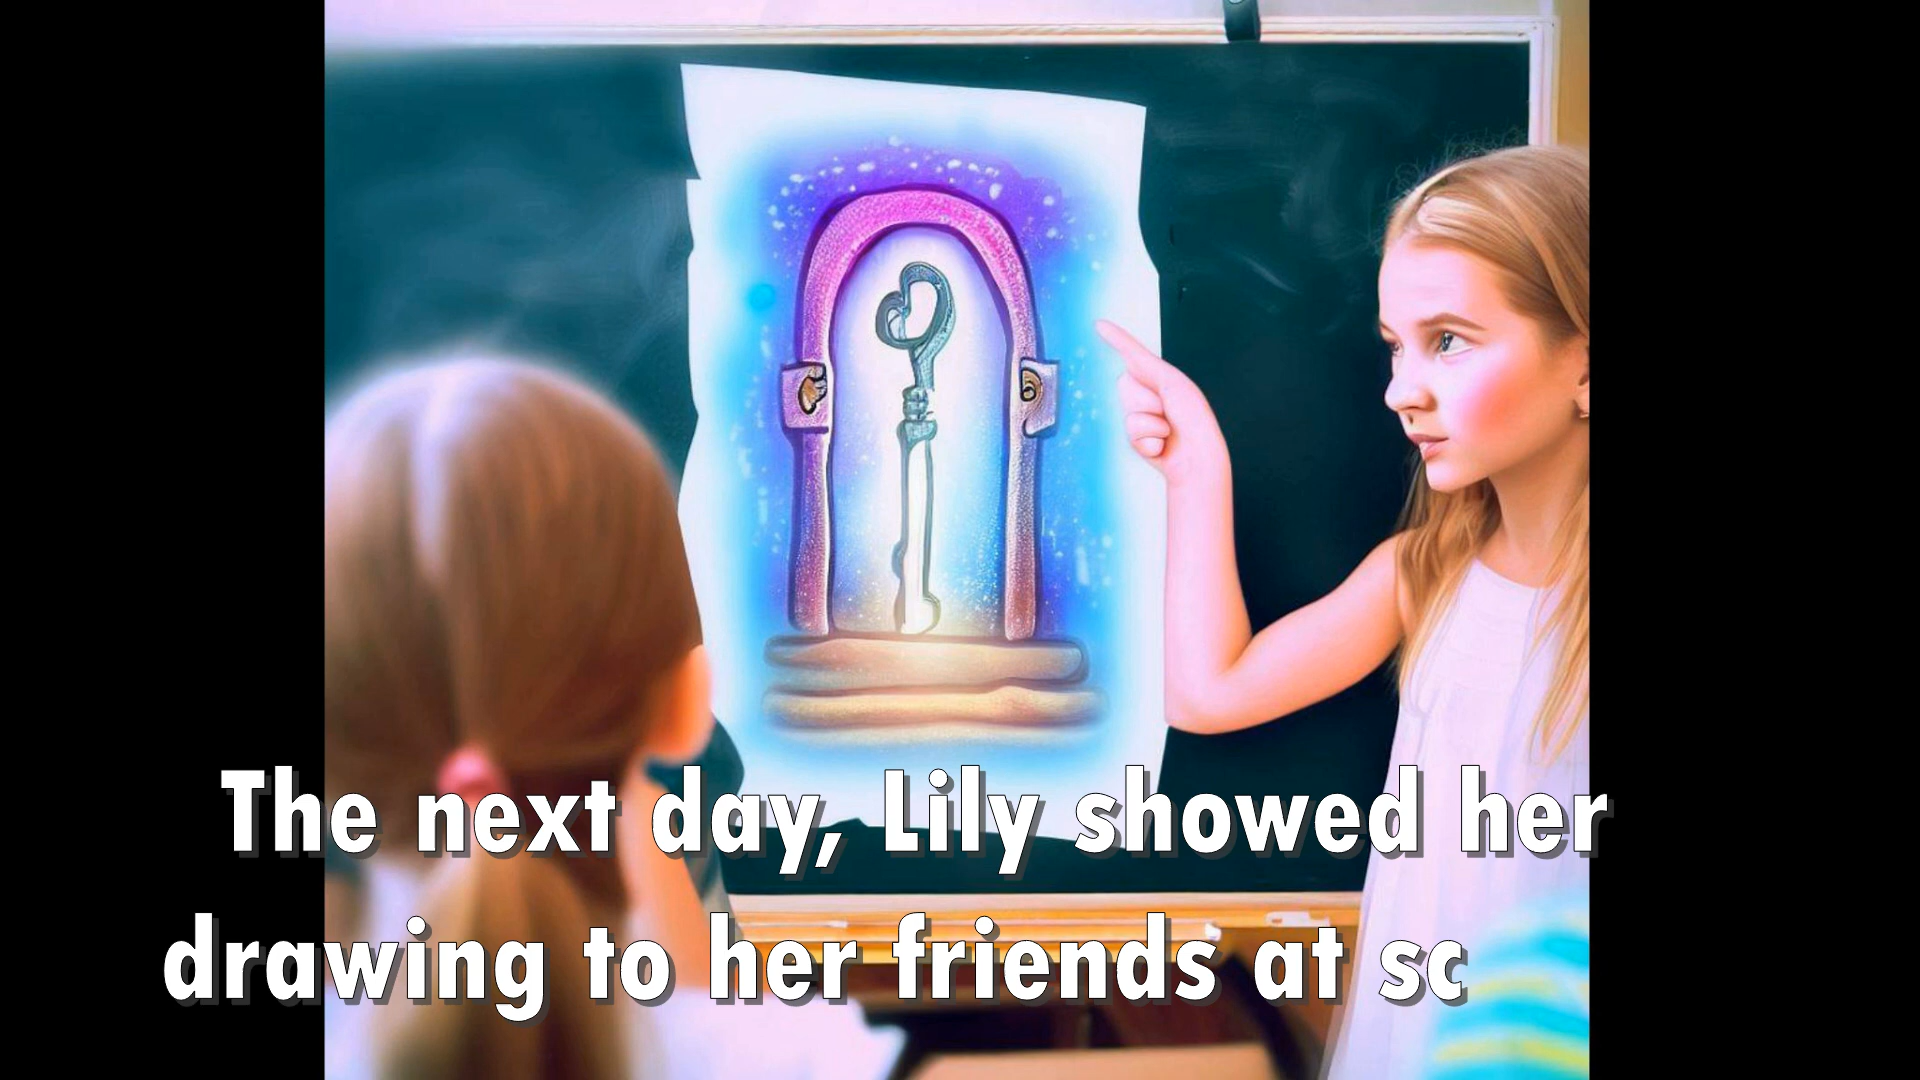 The next day, Lily showed her
drawing to her friends at sc